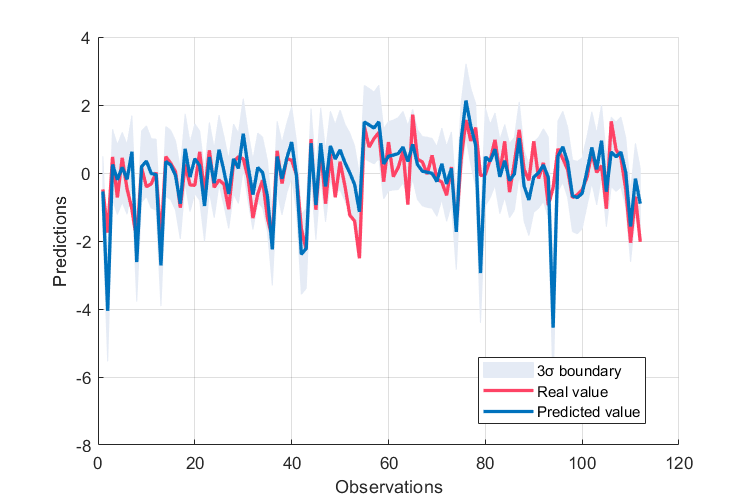 4
2
0
-2
-4
-6
-8
Predictions
0
20
40
60
80
100
120
Observations
3σ boundary
Real value
Predicted value